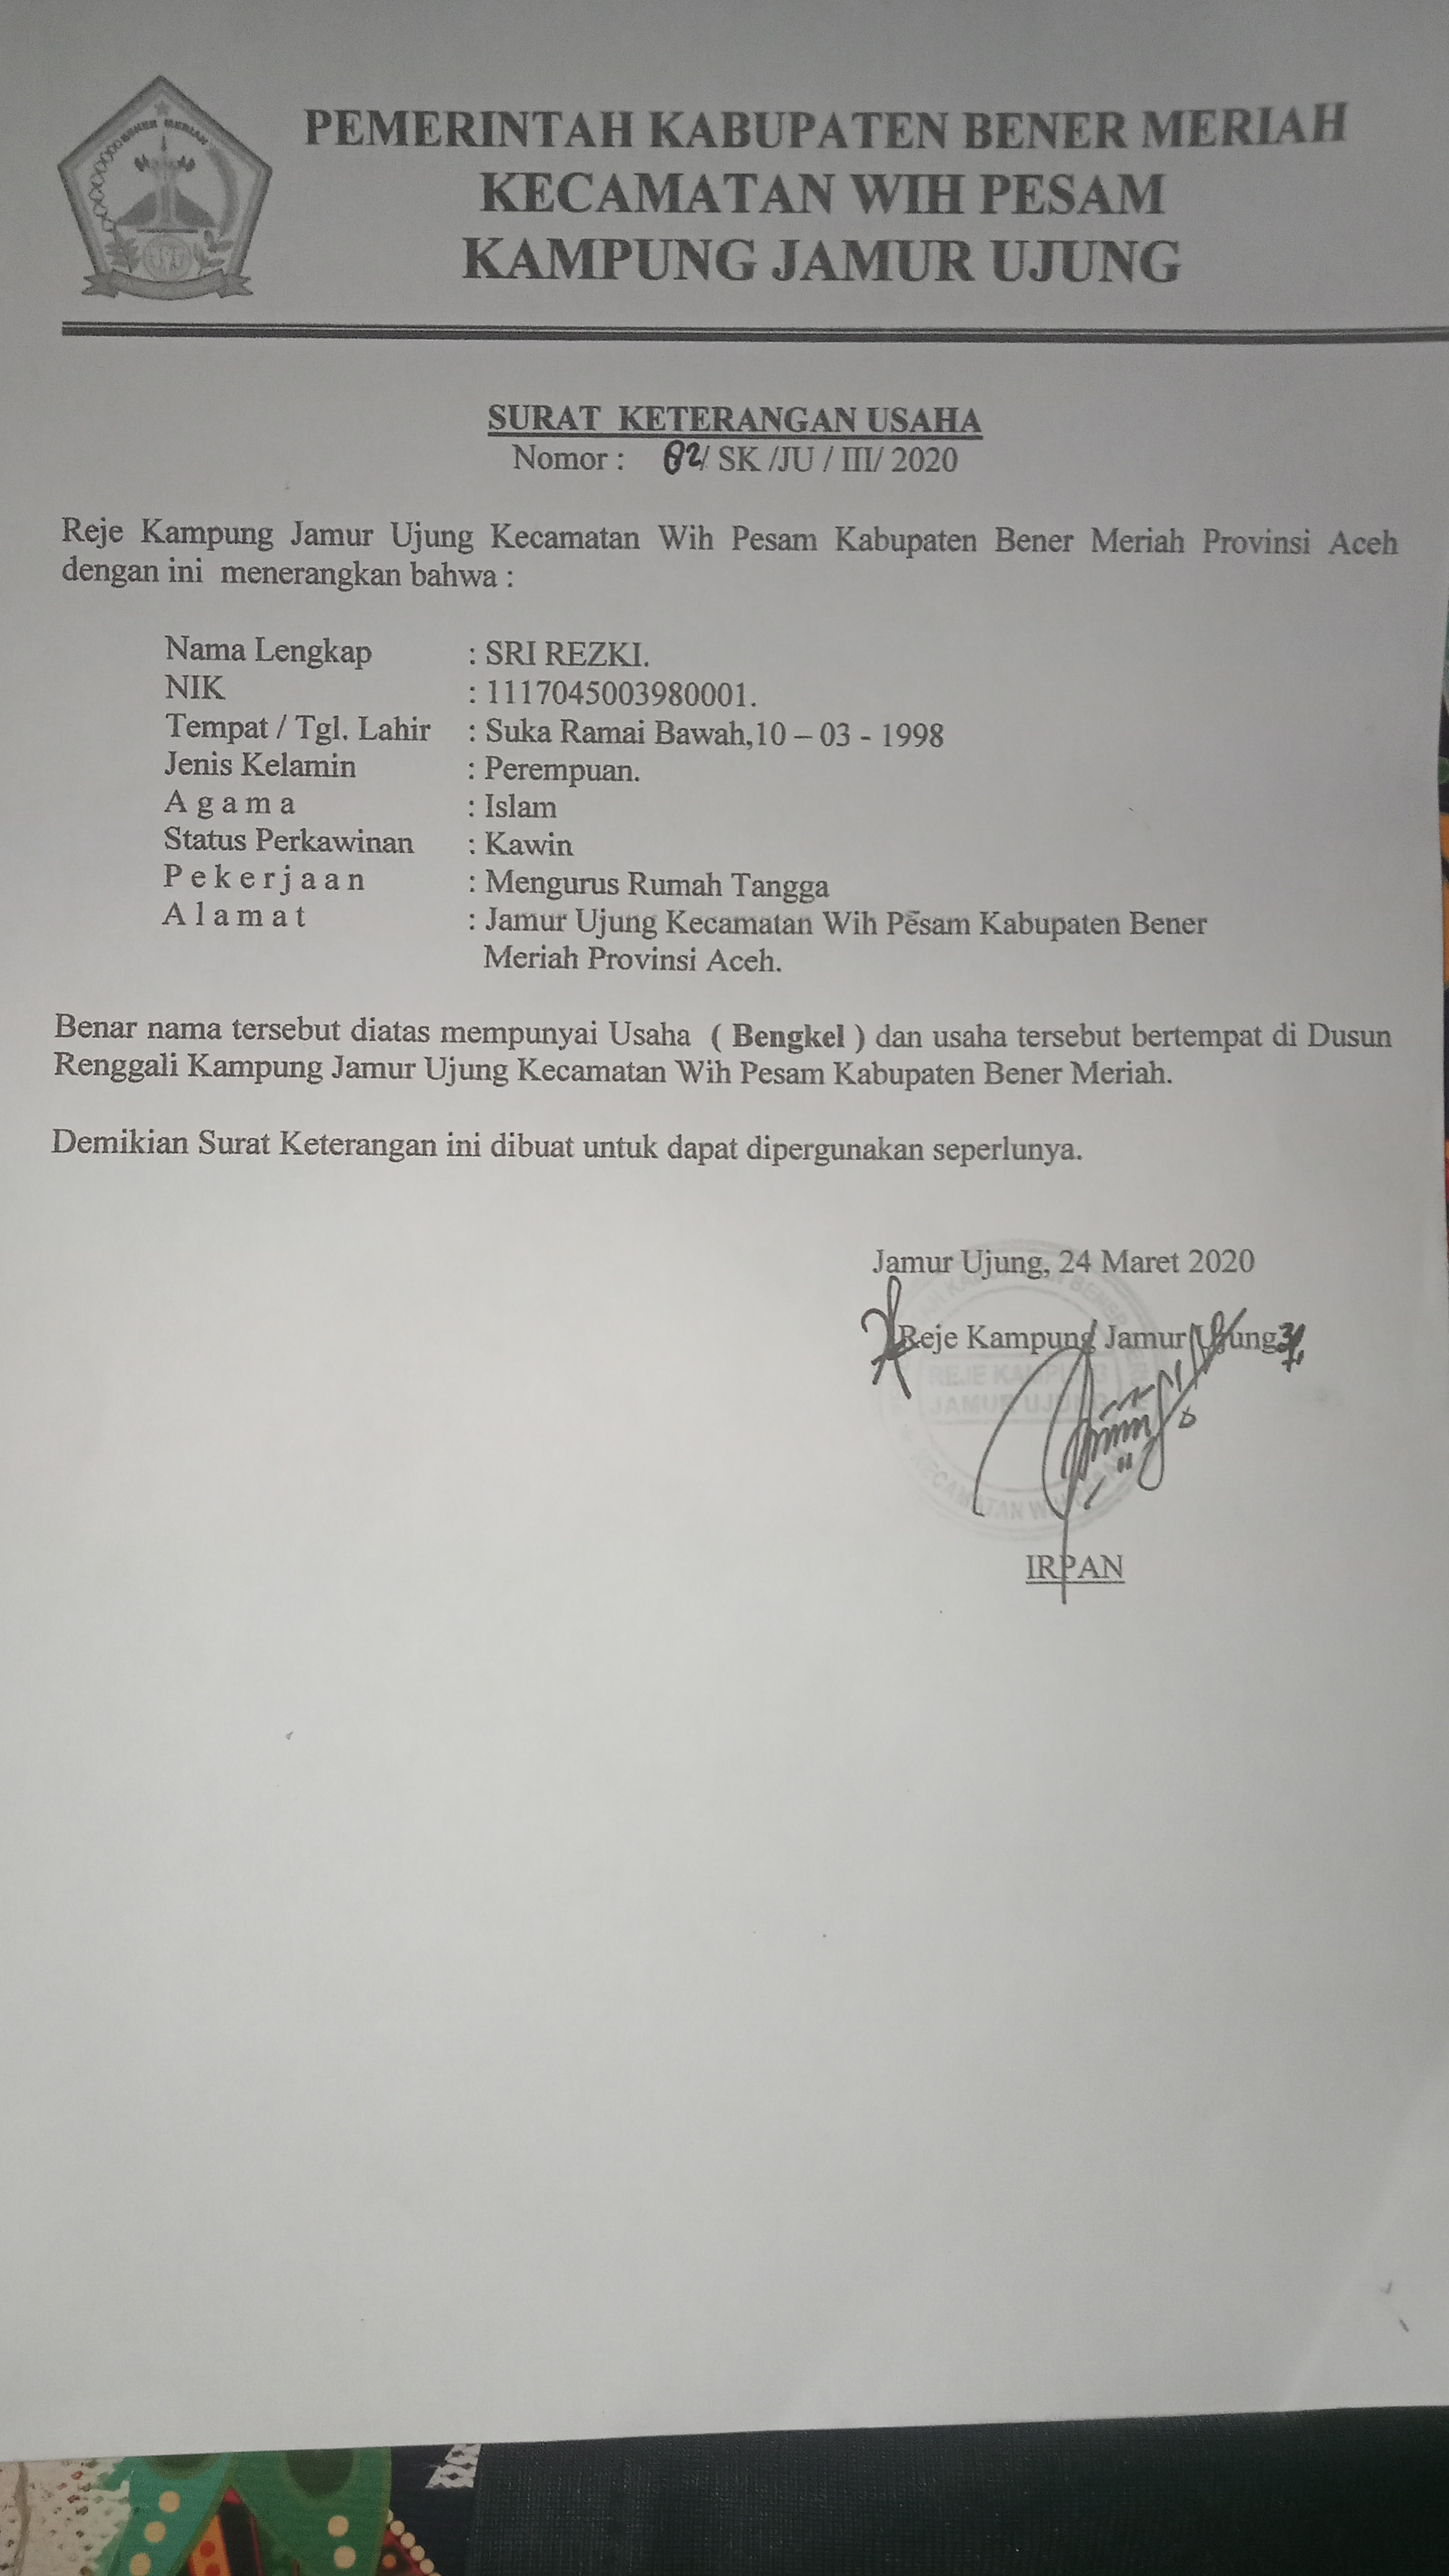 BENER MERIAH
PEMERINTAH KABUPATEN BENER MERIAH
KECAMATAN WIH PESAM
KAMPUNG JAMUR UJUNG
SURAT KETERANGAN USAHA
Nomor : 82/ SK /JU / III/ 2020
Reje Kampung Jamur Ujung Kecamatan Wih Pesam Kabupaten Bener Meriah Provinsi Aceh
dengan ini menerangkan bahwa :
Nama Lengkap : SRI REZKI.
NIK : 1117045003980001.
Tempat / Tgl. Lahir : Suka Ramai Bawah,10 – 03 - 1998
Jenis Kelamin : Perempuan.
A g a m a : Islam
Status Perkawinan : Kawin
P e k e r j a a n : Mengurus Rumah Tangga
A l a m a t : Jamur Ujung Kecamatan Wih Pesam Kabupaten Bener
Meriah Provinsi Aceh.
Benar nama tersebut diatas mempunyai Usaha ( Bengkel ) dan usaha tersebut bertempat di Dusun
Renggali Kampung Jamur Ujung Kecamatan Wih Pesam Kabupaten Bener Meriah.
Demikian Surat Keterangan ini dibuat untuk dapat dipergunakan seperlunya.
Jamur Ujung, 24 Maret 2020
Reje Kampung Jamur Ujung
REJE KAMPUNG
JAMUR UJUNG
IRPAN